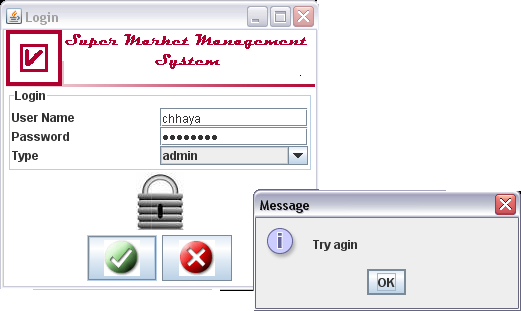 Login
Super Market Management
System
Login
User Name
chhaya
Password
●●●●●●●●
Type
admin
Message
Try agin
OK